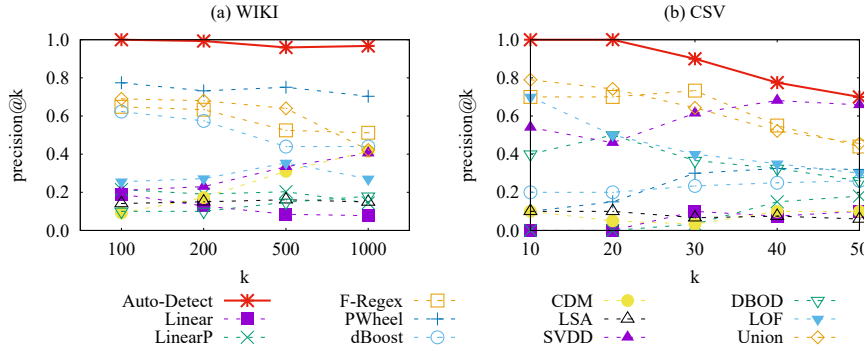 (a) WIKI
(b) CSV
precision@k
1.0
0.8
0.6
0.4
0.2
0.0
100 200 500 1000
k
precision@k
1.0
0.8
0.6
0.4
0.2
0.0
10 20 30 40 50
k
Auto-Detect F-Regex CDM DBOD
Linear PWheel LSA LOF
LinearP dBoost SVDD Union